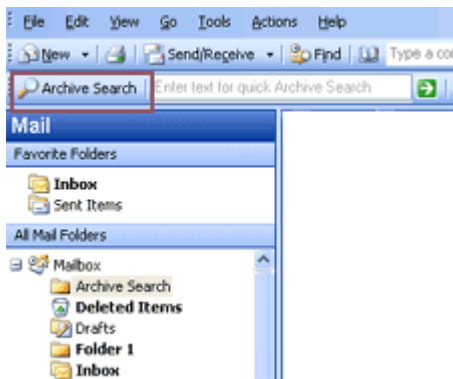 File Edit View Go Tools Actions Help
New Send/Receive Find Type a co
Archive Search Enter text for quick Archive Search
Mail
Favorite Folders
Inbox
Sent Items
All Mail Folders
Mailbox
Archive Search
Deleted Items
Drafts
Folder 1
Inbox